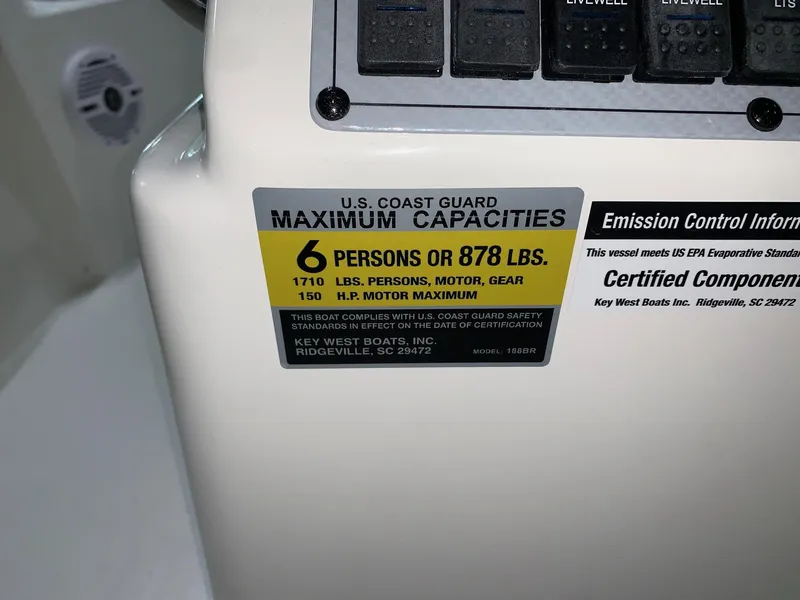 LIVEWELL
LIVEWELL
LTS
U.S. COAST GUARD
MAXIMUM CAPACITIES
6 PERSONS OR 878 LBS.
1710 LBS. PERSONS, MOTOR, GEAR
150 H.P. MOTOR MAXIMUM
THIS BOAT COMPLIES WITH U.S. COAST GUARD SAFETY
STANDARDS IN EFFECT ON THE DATE OF CERTIFICATION
KEY WEST BOATS, INC.
RIDGEVILLE, SC 29472 MODEL: 188BR
Emission Control Inform
This vessel meets US EPA Evaporative Standar
Certified Component
Key West Boats Inc. Ridgeville, SC 29472